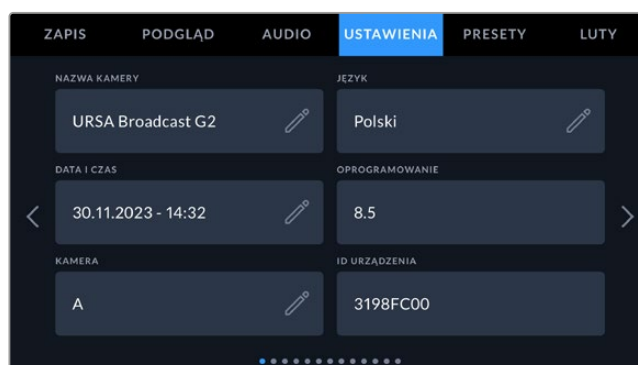 ZAPIS PODGLĄD AUDIO USTAWIENIA PRESETY LUTY
NAZWA KAMERY JĘZYK
URSA Broadcast G2 Polski
DATA I CZAS OPROGRAMOWANIE
30.11.2023 - 14:32 8.5
KAMERA ID URZĄDZENIA
A 3198FC00